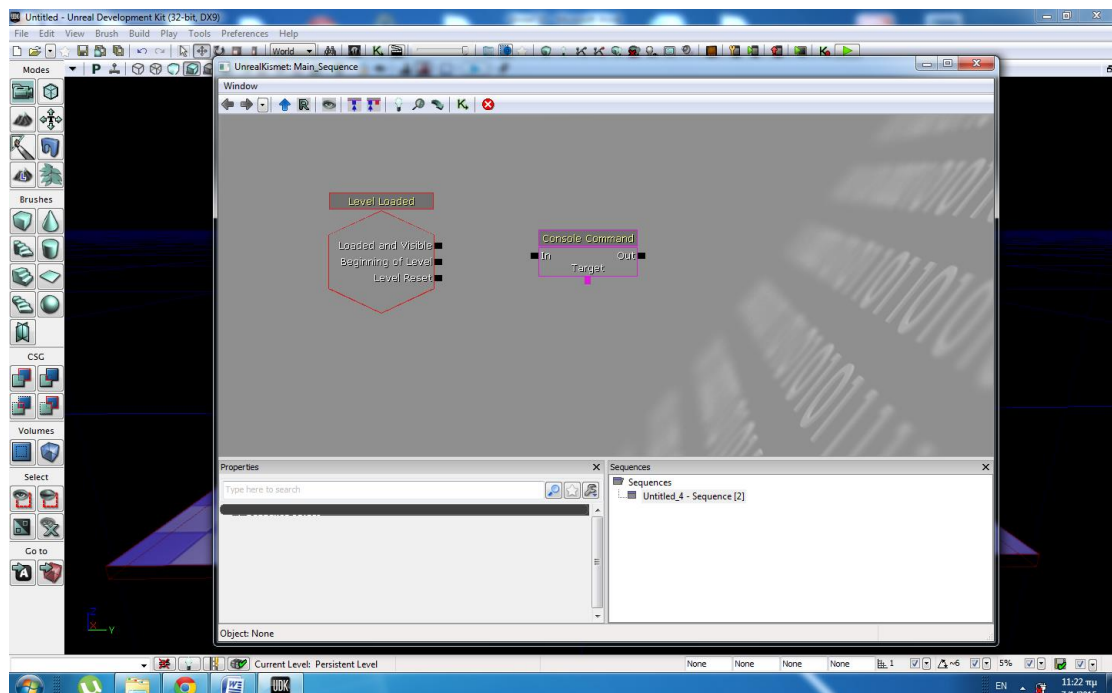 Untitled - Unreal Development Kit (32-bit, DX9)
File Edit View Brush Build Play Tools Preferences Help
World
Modes
P
UnrealKismet: Main_Sequence
Window
R
K
Level Loaded
Loaded and Visible
Beginning of Level
Level Reset
Console Command
In Out
Target
Brushes
CSG
Volumes
Select
Go to
Properties
Type here to search
Object: None
Sequences
Sequences
Untitled_4 - Sequence [2]
Z
X
Y
Current Level: Persistent Level
None None None None 1 ~6 5%
UDK
EN
11:22 πμ